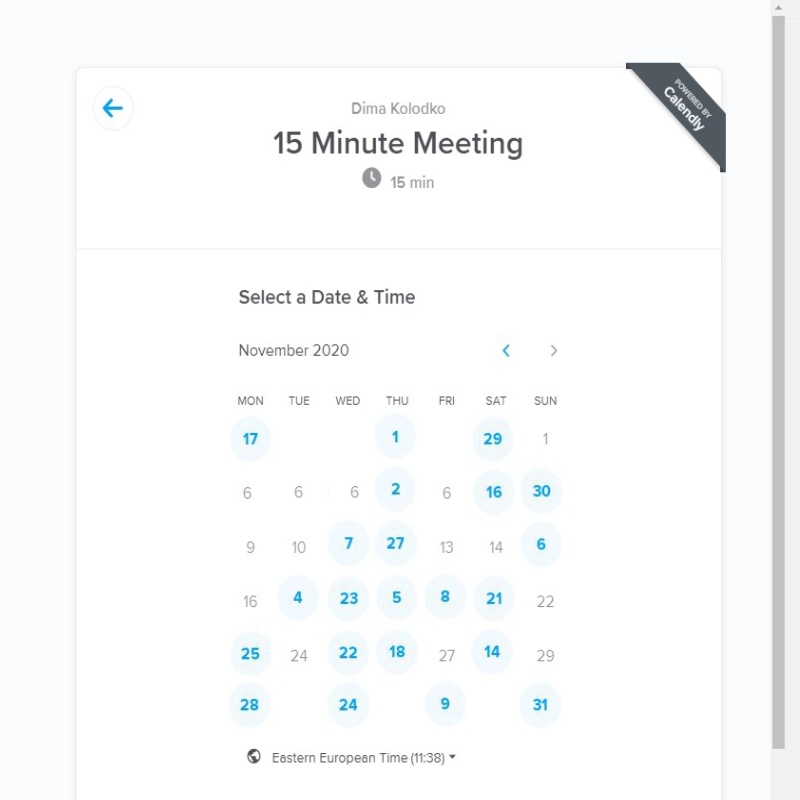 POWERED BY
Calendly
Dima Kolodko
15 Minute Meeting
15 min
Select a Date & Time
November 2020
MON TUE WED THU FRI SAT SUN
17 1 29 1
6 6 6 2 6 16 30
9 10 7 27 13 14 6
16 4 23 5 8 21 22
25 24 22 18 27 14 29
28 24 9 31
Eastern European Time (11:38)